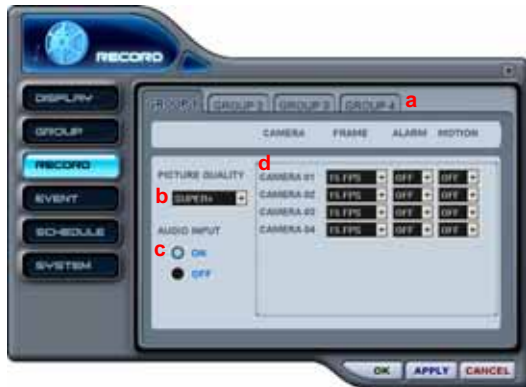 RECORD
DISPLAY
GROUP
RECORD
EVENT
SCHEDULE
SYSTEM
GROUP 1 GROUP 2 GROUP 3 GROUP 4 a
CAMERA FRAME ALARM MOTION
PICTURE QUALITY
b SUPER+
AUDIO INPUT
c ON
OFF
d
CAMERA 01 15 FPS OFF OFF
CAMERA 02 15 FPS OFF OFF
CAMERA 03 15 FPS OFF OFF
CAMERA 04 15 FPS OFF OFF
OK APPLY CANCEL